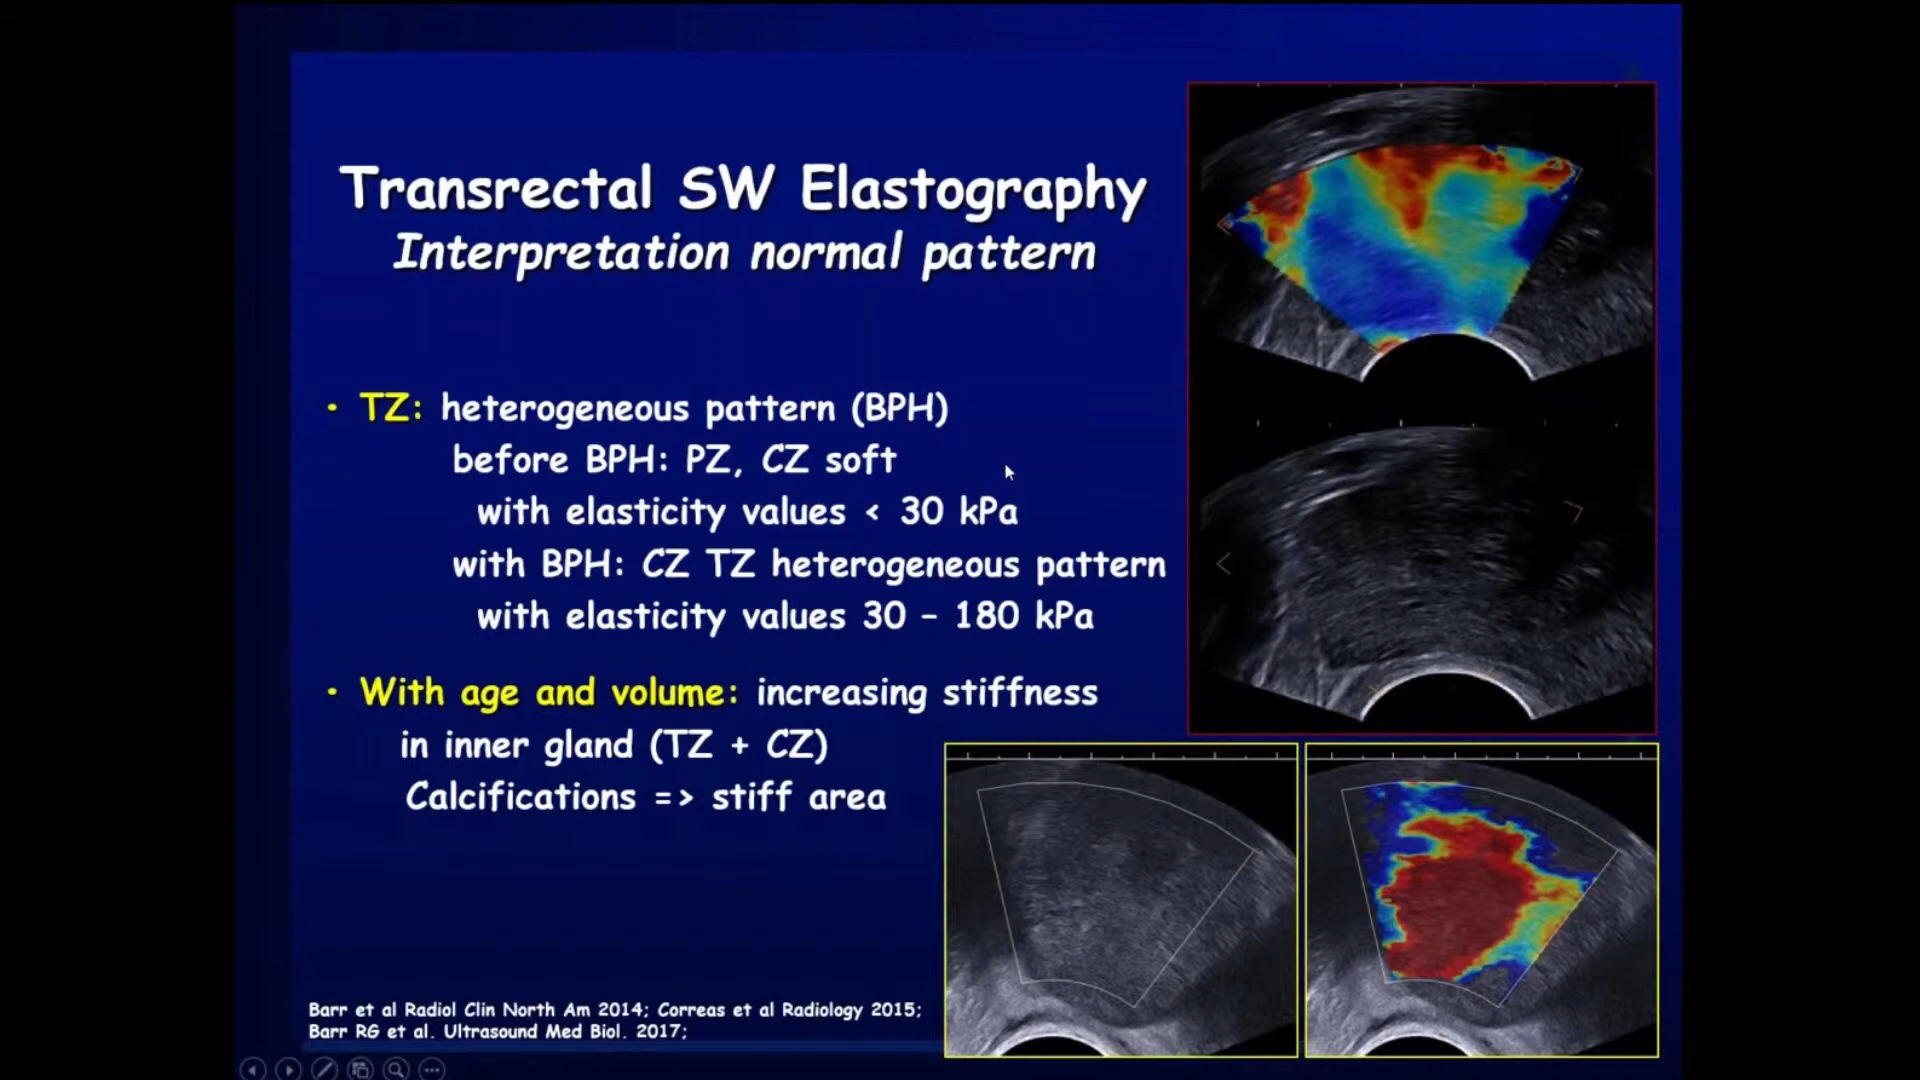 Transrectal SW Elastography
Interpretation normal pattern
• TZ: heterogeneous pattern (BPH)
before BPH: PZ, CZ soft
with elasticity values < 30 kPa
with BPH: CZ TZ heterogeneous pattern
with elasticity values 30 – 180 kPa
• With age and volume: increasing stiffness
in inner gland (TZ + CZ)
Calcifications => stiff area
Barr et al Radiol Clin North Am 2014; Correas et al Radiology 2015;
Barr RG et al. Ultrasound Med Biol. 2017;